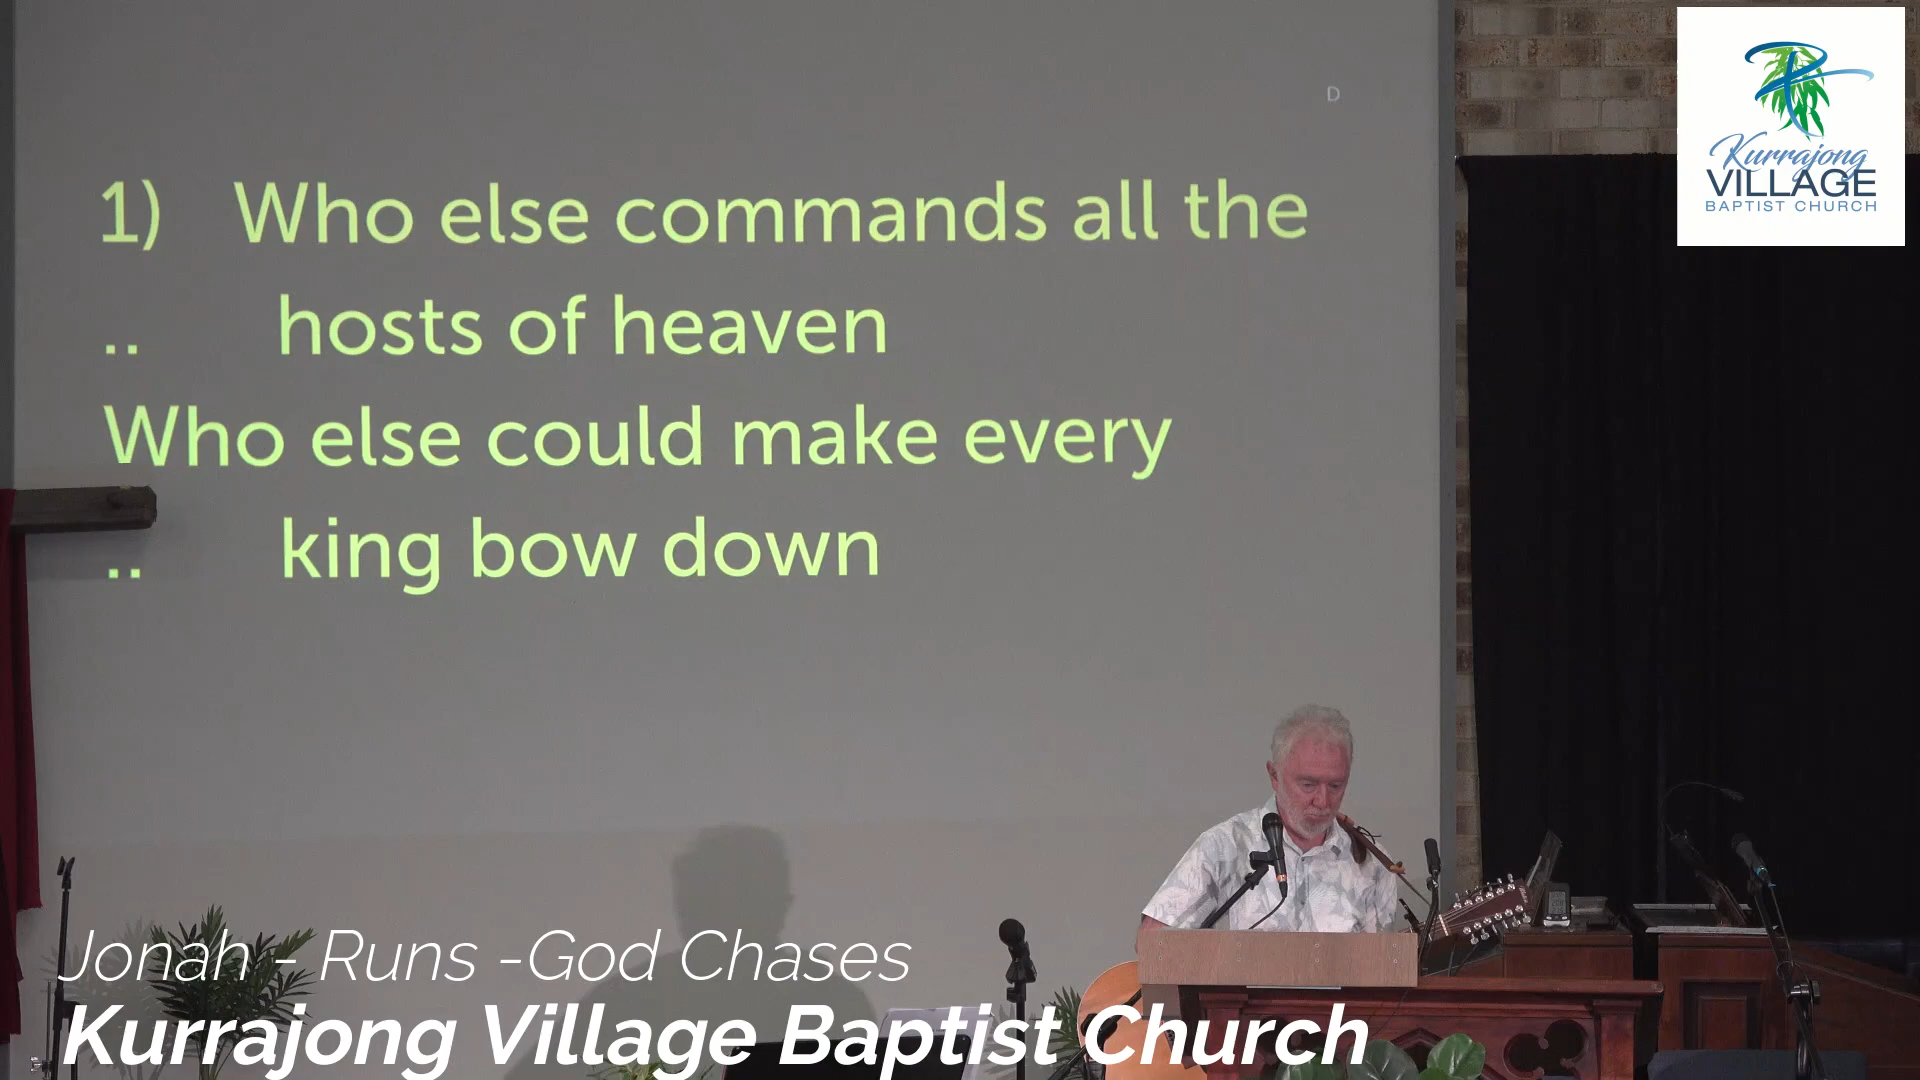 D
1) Who else commands all the
.. hosts of heaven
Who else could make every
.. king bow down
Kurrajong
VILLAGE
BAPTIST CHURCH
Jonah - Runs -God Chases
Kurrajong Village Baptist Church